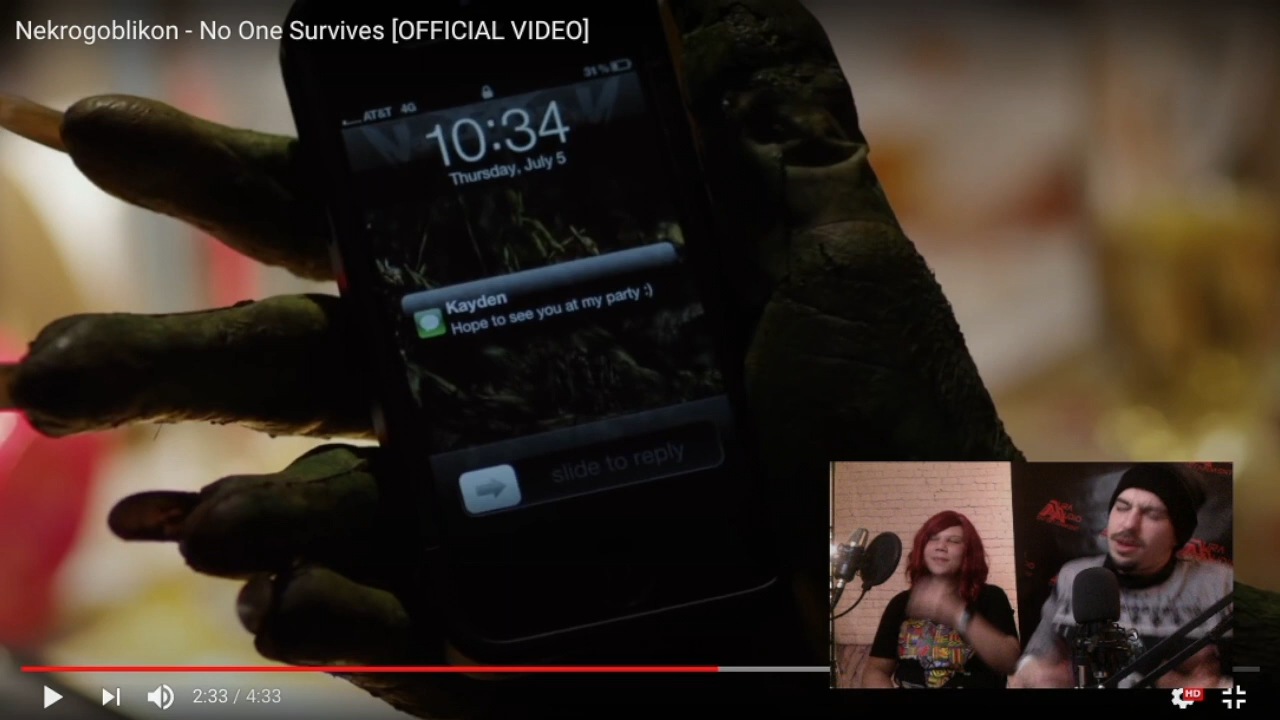 Nekrogoblikon - No One Survives [OFFICIAL VIDEO]
AT&T 4G 31%
10:34
Thursday, July 5
Kayden
Hope to see you at my party :)
slide to reply
2:33 / 4:33
HD